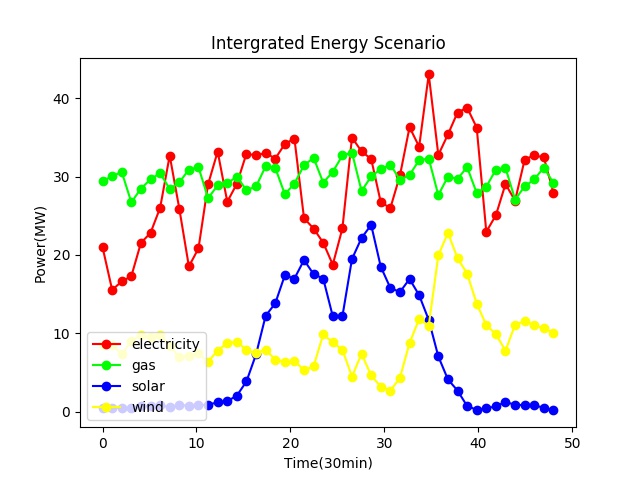 Intergrated Energy Scenario
Power(MW)
40
30
20
10
0
electricity
gas
solar
wind
0 10 20 30 40 50
Time(30min)